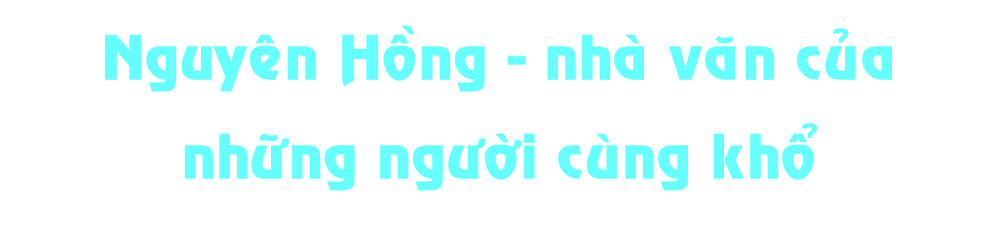 Nguyên Hồng - nhà văn của
những người cùng khổ